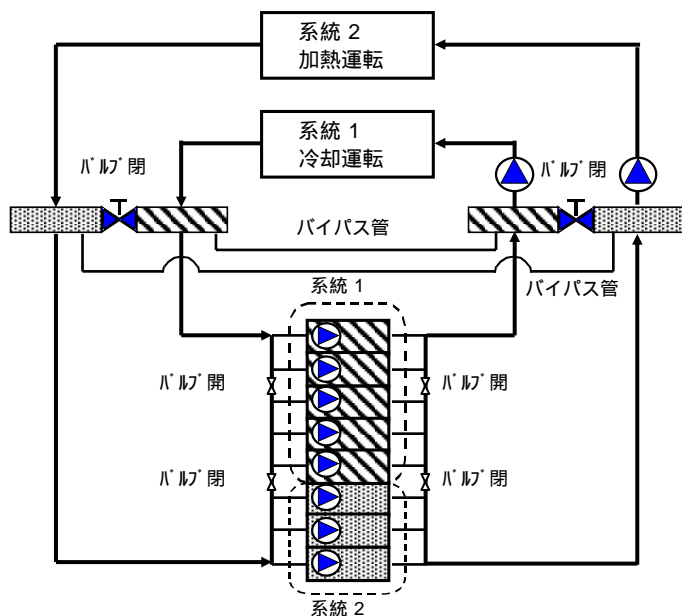 系統 2
加熱運転
系統 1
冷却運転
バルブ 閉
バルブ 閉
バイパス管
バイパス管
系統 1
バルブ 開
バルブ 開
バルブ 閉
バルブ 閉
系統 2